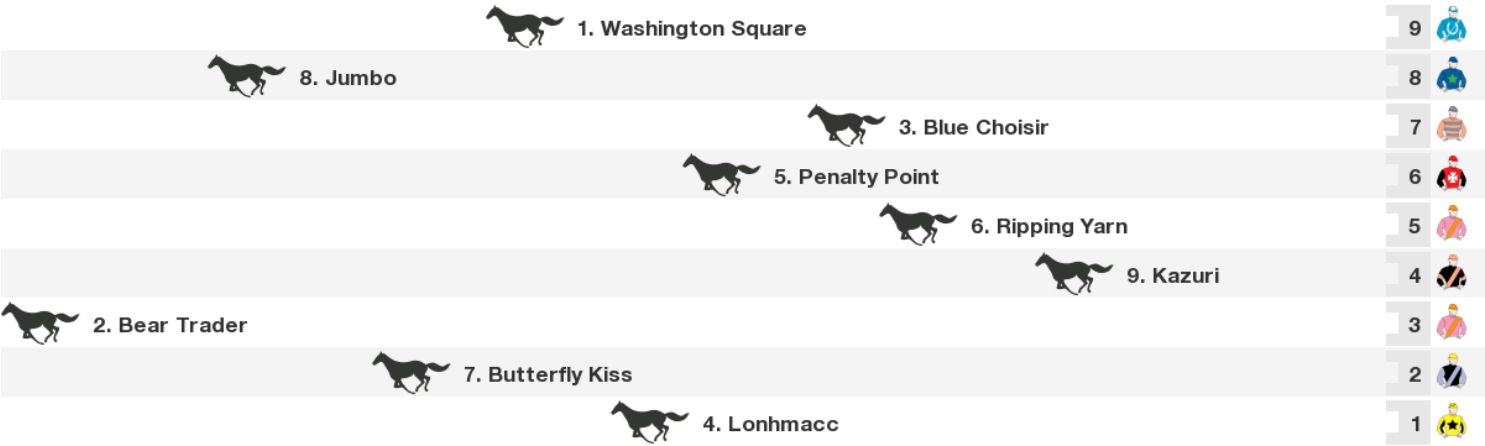 1. Washington Square 9
8. Jumbo 8
3. Blue Choisir 7
5. Penalty Point 6
6. Ripping Yarn 5
9. Kazuri 4
2. Bear Trader 3
7. Butterfly Kiss 2
4. Lonhmacc 1